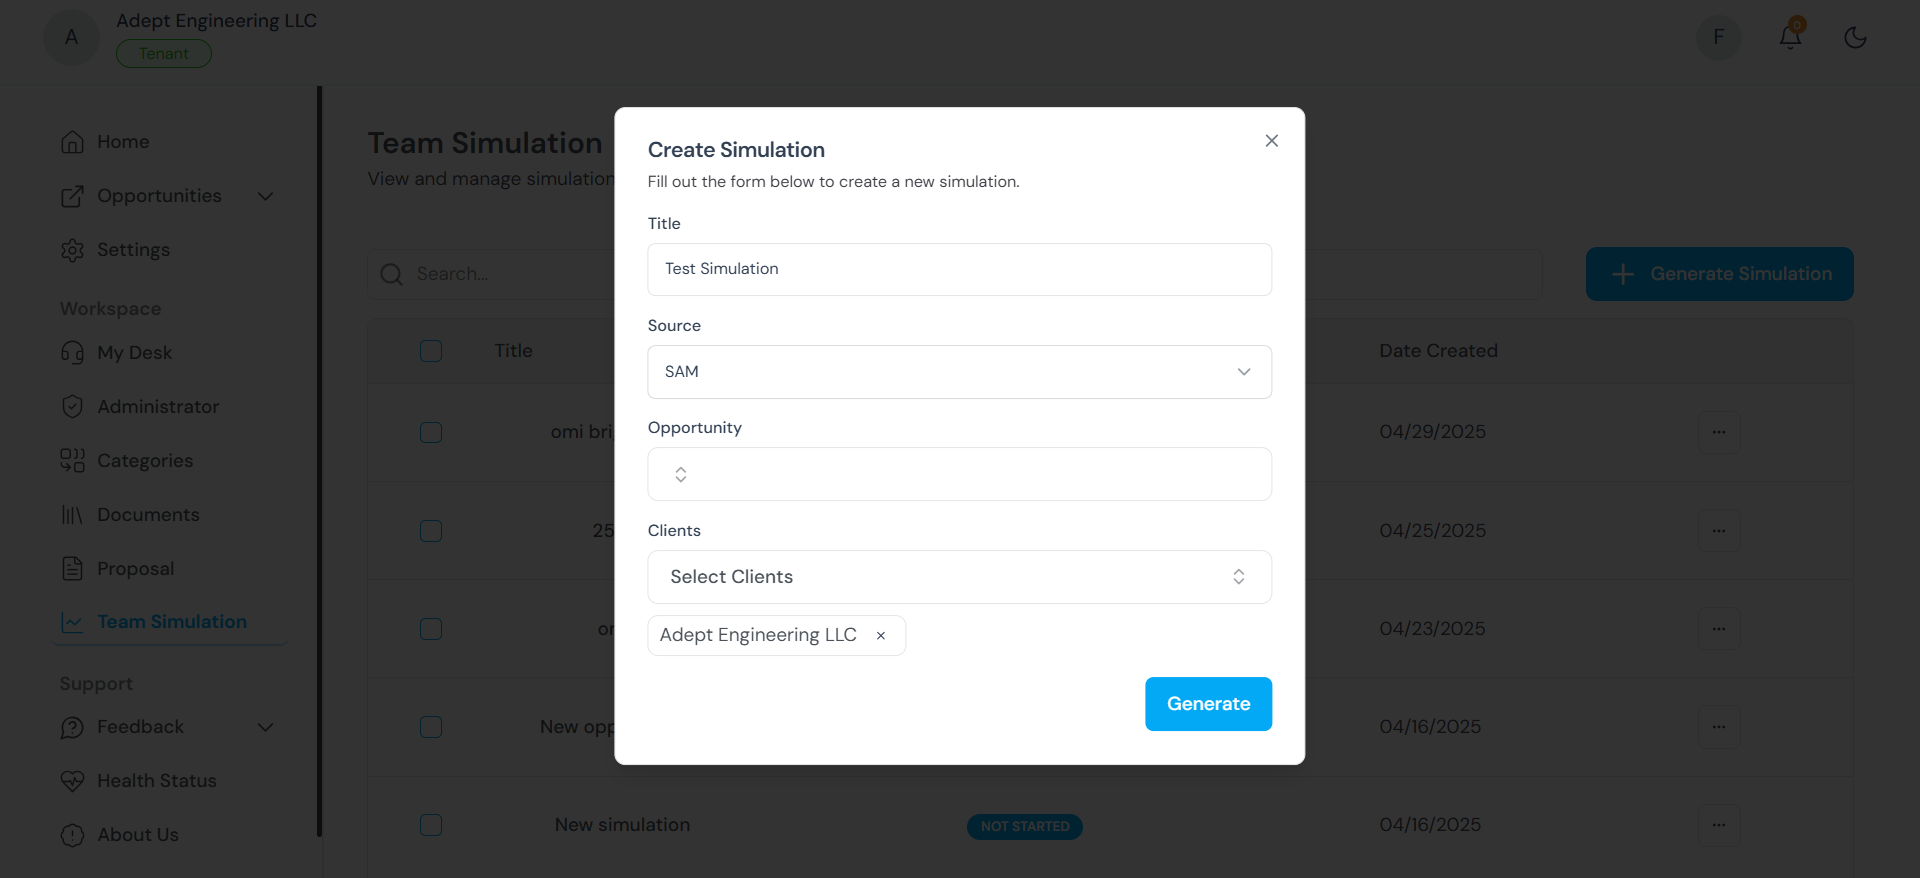 A
Adept Engineering LLC
Tenant
F
0
Home
Opportunities
Settings
Workspace
My Desk
Administrator
Categories
Documents
Proposal
Team Simulation
Support
Feedback
Health Status
About Us
Team Simulation
View and manage simulation
Search...
Generate Simulation
Title
Date Created
omi bri
04/29/2025
25
04/25/2025
04/23/2025
New opp
04/16/2025
New simulation
NOT STARTED
04/16/2025
Create Simulation
Fill out the form below to create a new simulation.
Title
Test Simulation
Source
SAM
Opportunity
Clients
Select Clients
Adept Engineering LLC
Generate